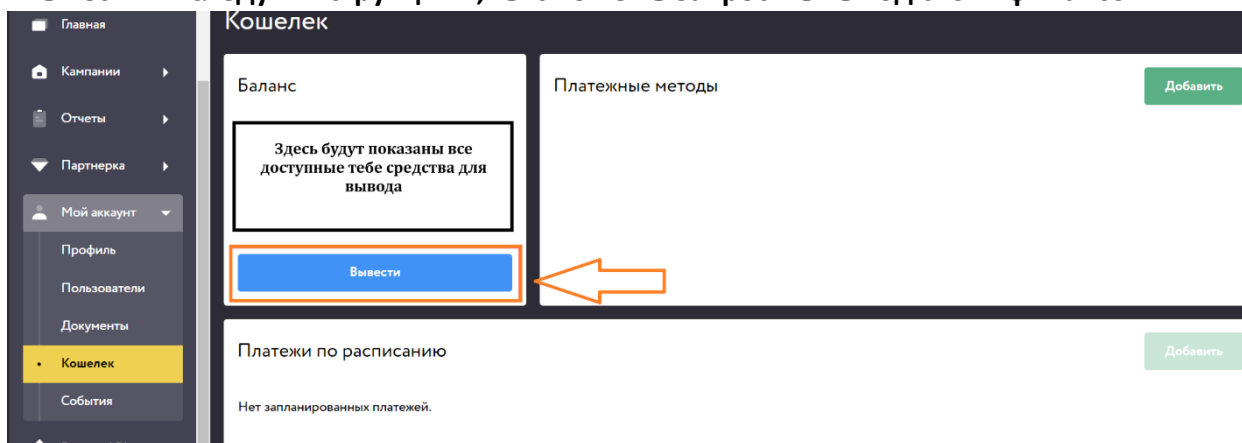 Главная
Кампании
Отчеты
Партнерка
Мой аккаунт
Профиль
Пользователи
Документы
Кошелек
События
Кошелек
Баланс
Здесь будут показаны все
доступные тебе средства для
вывода
Вывести
Платежные методы
Добавить
Платежи по расписанию
Добавить
Нет запланированных платежей.